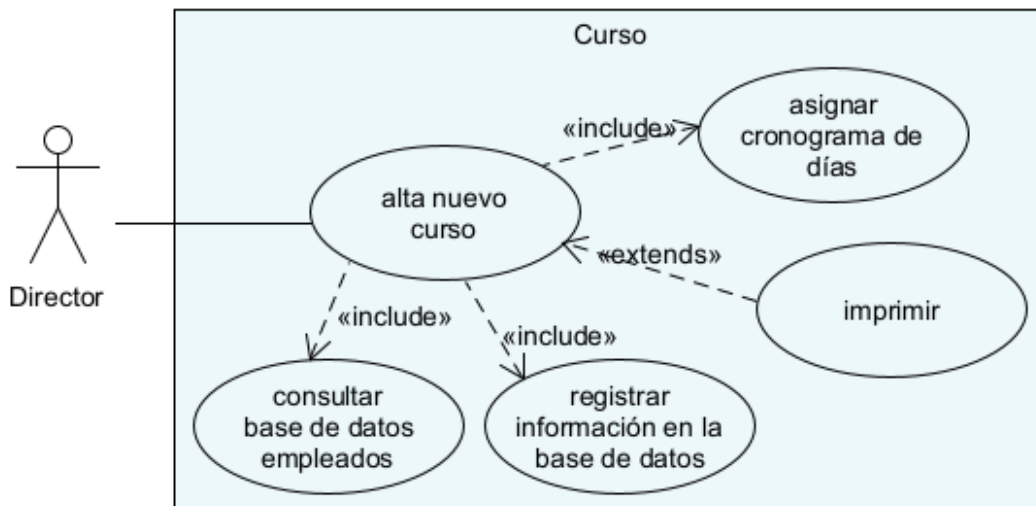 Curso
asignar
cronograma de
días
«include»
alta nuevo
curso
«extends»
imprimir
Director
«include»
«include»
consultar
base de datos
empleados
registrar
información en la
base de datos